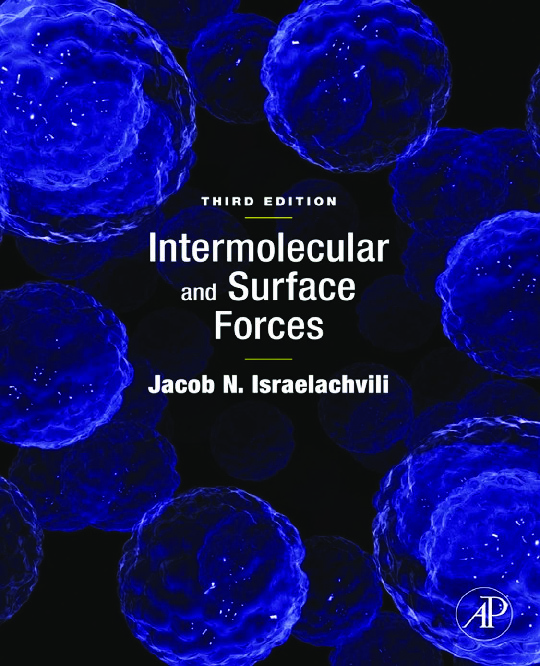 THIRD EDITION
Intermolecular
and Surface
Forces
Jacob N. Israelachvili
AP